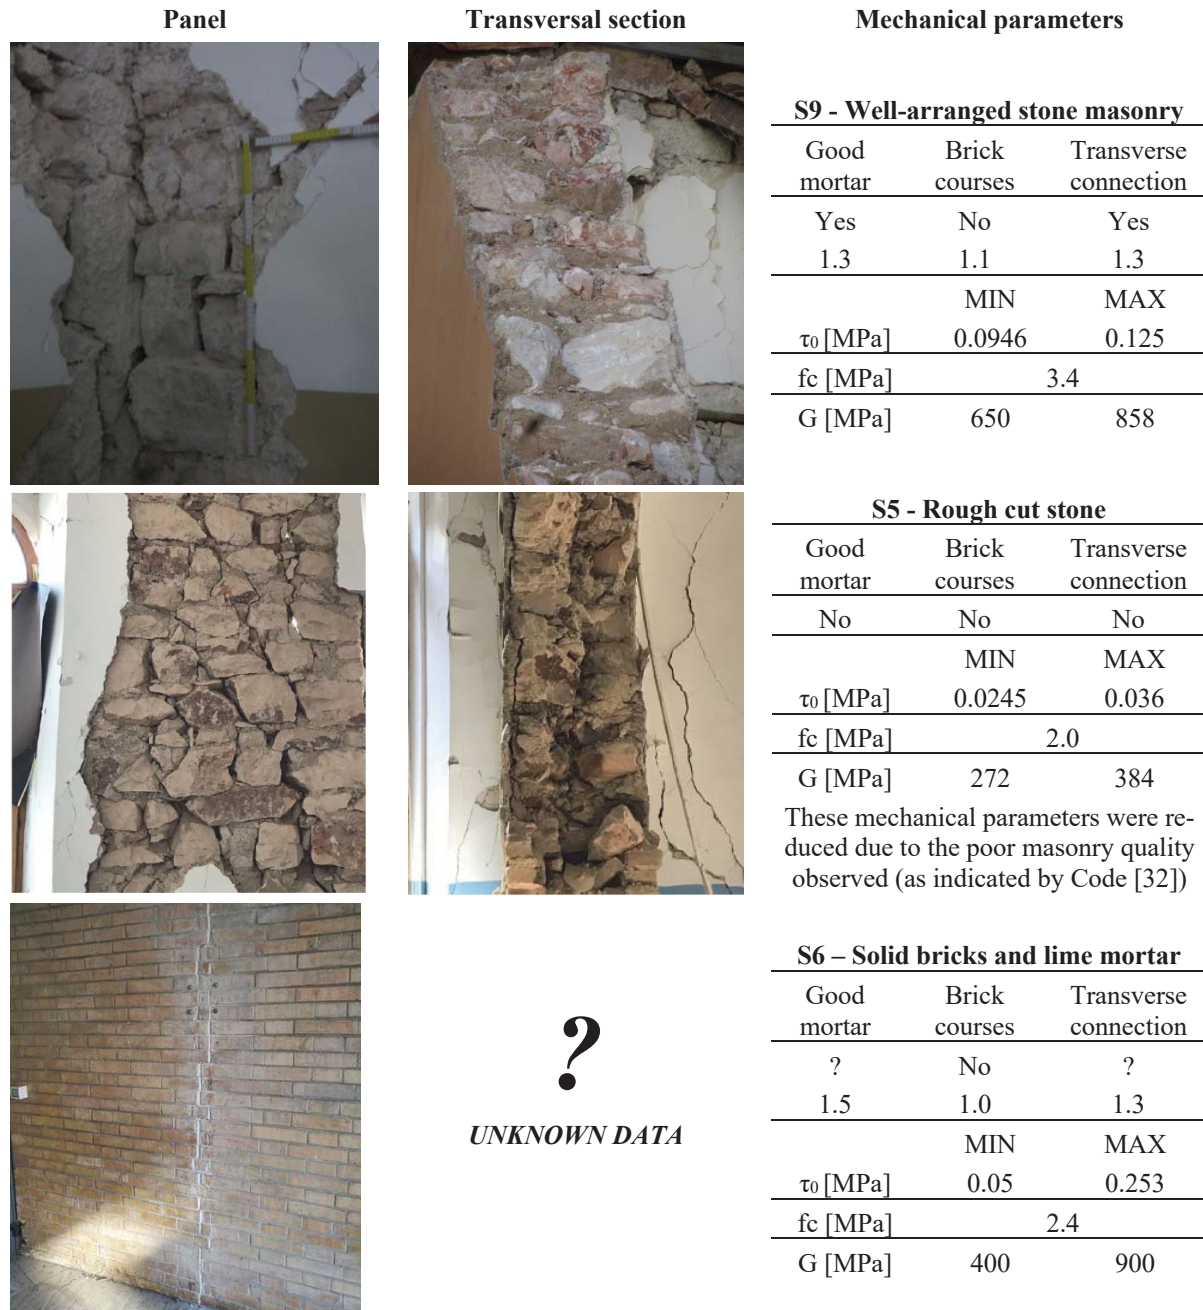 Panel
Transversal section
Mechanical parameters
S9 - Well-arranged stone masonry
Good mortar Brick courses Transverse connection
Yes No Yes
1.3 1.1 1.3
MIN MAX
τ0 [MPa] 0.0946 0.125
fc [MPa] 3.4
G [MPa] 650 858
S5 - Rough cut stone
Good mortar Brick courses Transverse connection
No No No
MIN MAX
τ0 [MPa] 0.0245 0.036
fc [MPa] 2.0
G [MPa] 272 384
These mechanical parameters were re-
duced due to the poor masonry quality
observed (as indicated by Code [32])
?
UNKNOWN DATA
S6 – Solid bricks and lime mortar
Good mortar Brick courses Transverse connection
? No ?
1.5 1.0 1.3
MIN MAX
τ0 [MPa] 0.05 0.253
fc [MPa] 2.4
G [MPa] 400 900